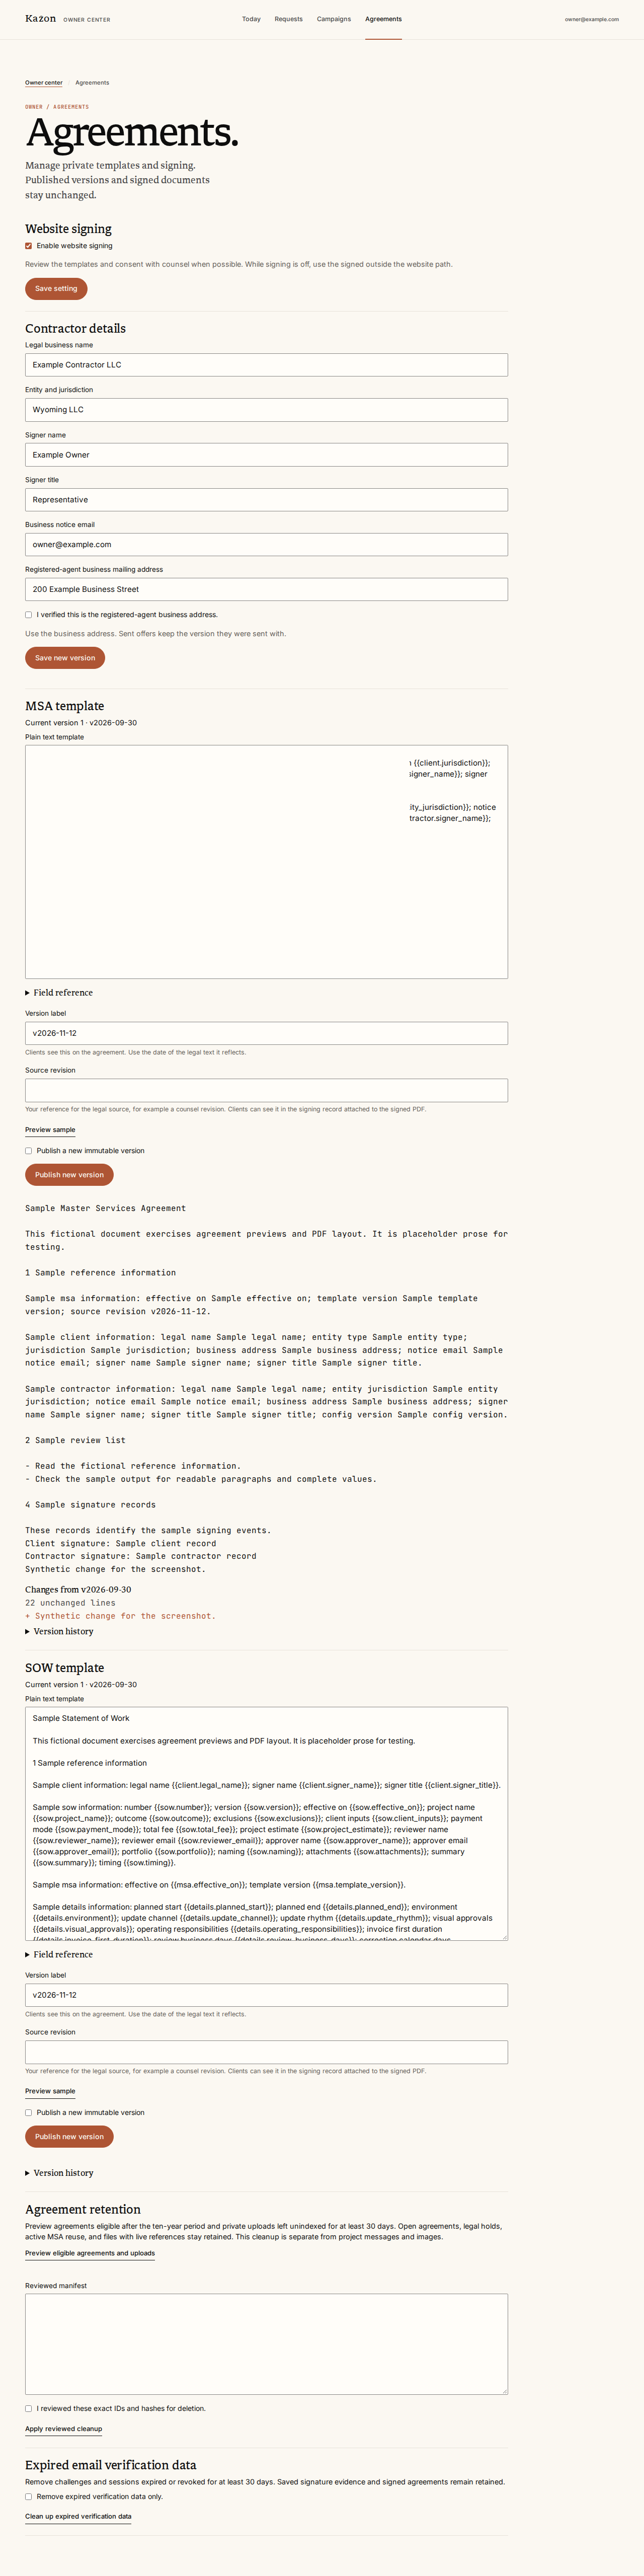 Kazon OWNER CENTER Today Requests Campaigns Agreements owner@example.com
Owner center / Agreements
OWNER / AGREEMENTS
Agreements.
Manage private templates and signing.
Published versions and signed documents
stay unchanged.
Website signing
Enable website signing
Review the templates and consent with counsel when possible. While signing is off, use the signed outside the website path.
Save setting
Contractor details
Legal business name
Example Contractor LLC
Entity and jurisdiction
Wyoming LLC
Signer name
Example Owner
Signer title
Representative
Business notice email
owner@example.com
Registered-agent business mailing address
200 Example Business Street
I verified this is the registered-agent business address.
Use the business address. Sent offers keep the version they were sent with.
Save new version
MSA template
Current version 1 · v2026-09-30
Plain text template
{{client.jurisdiction}};
igner_name}}; signer
ity_jurisdiction}}; notice
tractor.signer_name}};
Field reference
Version label
v2026-11-12
Clients see this on the agreement. Use the date of the legal text it reflects.
Source revision
Your reference for the legal source, for example a counsel revision. Clients can see it in the signing record attached to the signed PDF.
Preview sample
Publish a new immutable version
Publish new version
Sample Master Services Agreement
This fictional document exercises agreement previews and PDF layout. It is placeholder prose for
testing.
1 Sample reference information
Sample msa information: effective on Sample effective on; template version Sample template
version; source revision v2026-11-12.
Sample client information: legal name Sample legal name; entity type Sample entity type;
jurisdiction Sample jurisdiction; business address Sample business address; notice email Sample
notice email; signer name Sample signer name; signer title Sample signer title.
Sample contractor information: legal name Sample legal name; entity jurisdiction Sample entity
jurisdiction; notice email Sample notice email; business address Sample business address; signer
name Sample signer name; signer title Sample signer title; config version Sample config version.
2 Sample review list
- Read the fictional reference information.
- Check the sample output for readable paragraphs and complete values.
4 Sample signature records
These records identify the sample signing events.
Client signature: Sample client record
Contractor signature: Sample contractor record
Synthetic change for the screenshot.
Changes from v2026-09-30
22 unchanged lines
+ Synthetic change for the screenshot.
Version history
SOW template
Current version 1 · v2026-09-30
Plain text template
Sample Statement of Work
This fictional document exercises agreement previews and PDF layout. It is placeholder prose for testing.
1 Sample reference information
Sample client information: legal name {{client.legal_name}}; signer name {{client.signer_name}}; signer title {{client.signer_title}}.
Sample sow information: number {{sow.number}}; version {{sow.version}}; effective on {{sow.effective_on}}; project name
{{sow.project_name}}; outcome {{sow.outcome}}; exclusions {{sow.exclusions}}; client inputs {{sow.client_inputs}}; payment
mode {{sow.payment_mode}}; total fee {{sow.total_fee}}; project estimate {{sow.project_estimate}}; reviewer name
{{sow.reviewer_name}}; reviewer email {{sow.reviewer_email}}; approver name {{sow.approver_name}}; approver email
{{sow.approver_email}}; portfolio {{sow.portfolio}}; naming {{sow.naming}}; attachments {{sow.attachments}}; summary
{{sow.summary}}; timing {{sow.timing}}.
Sample msa information: effective on {{msa.effective_on}}; template version {{msa.template_version}}.
Sample details information: planned start {{details.planned_start}}; planned end {{details.planned_end}}; environment
{{details.environment}}; update channel {{details.update_channel}}; update rhythm {{details.update_rhythm}}; visual approvals
{{details.visual_approvals}}; operating responsibilities {{details.operating_responsibilities}}; invoice first duration
{{details.invoice_first_duration}}; review business days {{details.review_business_days}}; correction calendar days
Field reference
Version label
v2026-11-12
Clients see this on the agreement. Use the date of the legal text it reflects.
Source revision
Your reference for the legal source, for example a counsel revision. Clients can see it in the signing record attached to the signed PDF.
Preview sample
Publish a new immutable version
Publish new version
Version history
Agreement retention
Preview agreements eligible after the ten-year period and private uploads left unindexed for at least 30 days. Open agreements, legal holds,
active MSA reuse, and files with live references stay retained. This cleanup is separate from project messages and images.
Preview eligible agreements and uploads
Reviewed manifest
I reviewed these exact IDs and hashes for deletion.
Apply reviewed cleanup
Expired email verification data
Remove challenges and sessions expired or revoked for at least 30 days. Saved signature evidence and signed agreements remain retained.
Remove expired verification data only.
Clean up expired verification data